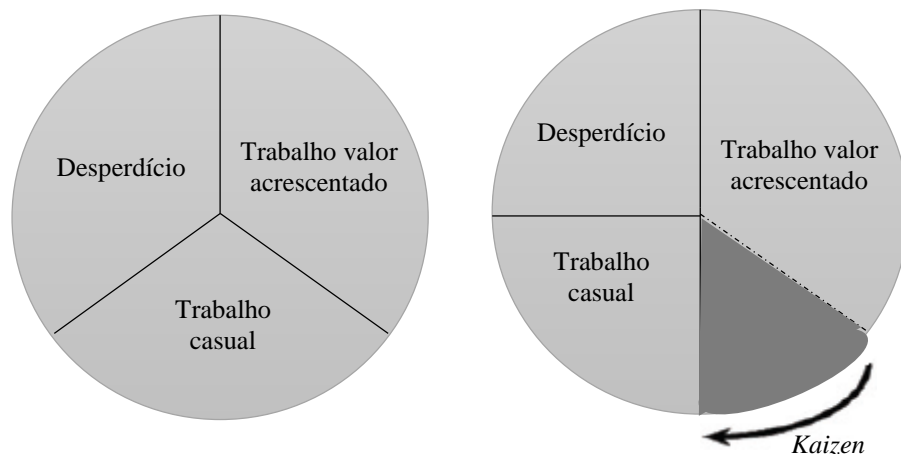 Desperdício
Trabalho valor
acrescentado
Trabalho
casual
Desperdício
Trabalho valor
acrescentado
Trabalho
casual
Kaizen